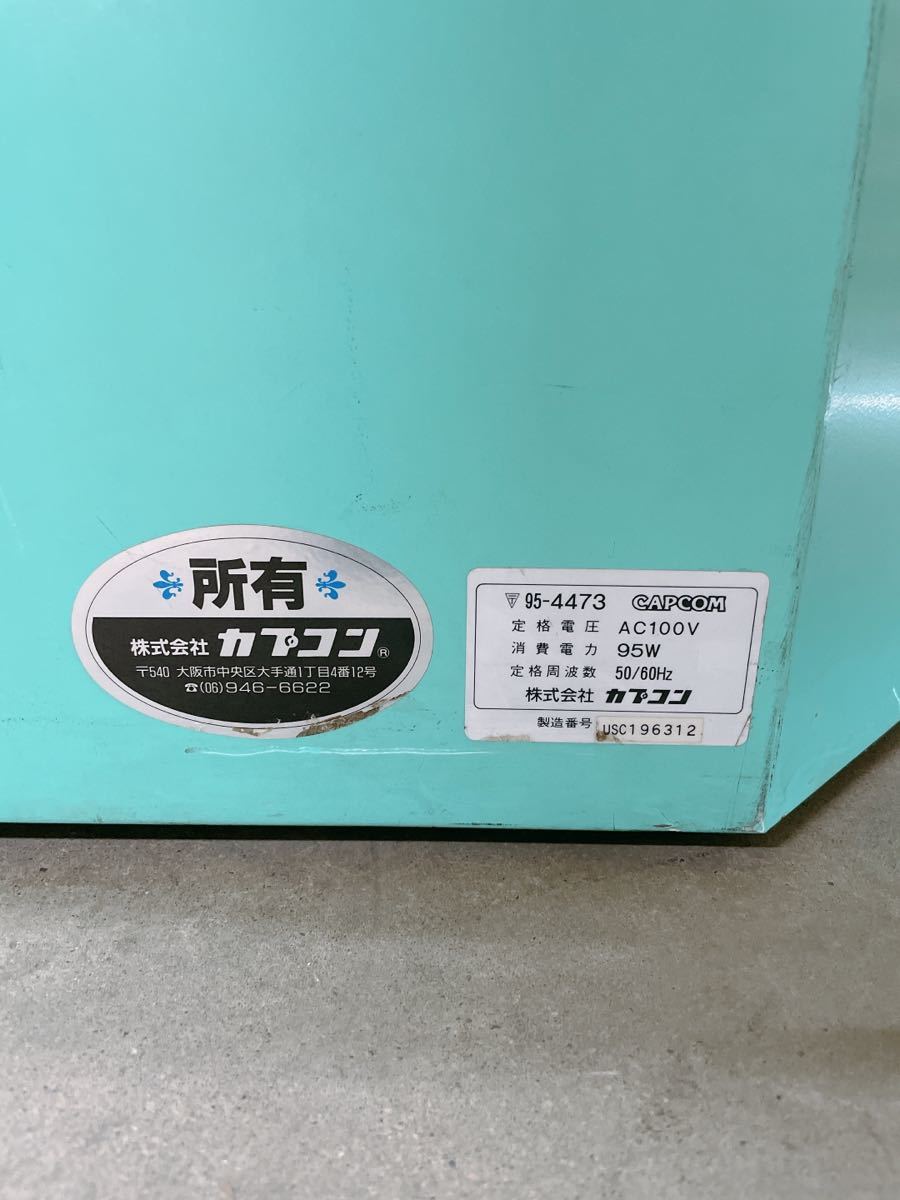 所有
株式会社 カプコン®
〒540 大阪市中央区大手通1丁目4番12号
☎(06)946-6622
〒95-4473 CAPCOM
定格電圧 AC100V
消費電力 95W
定格周波数 50/60Hz
株式会社 カプコン
製造番号 USC196312